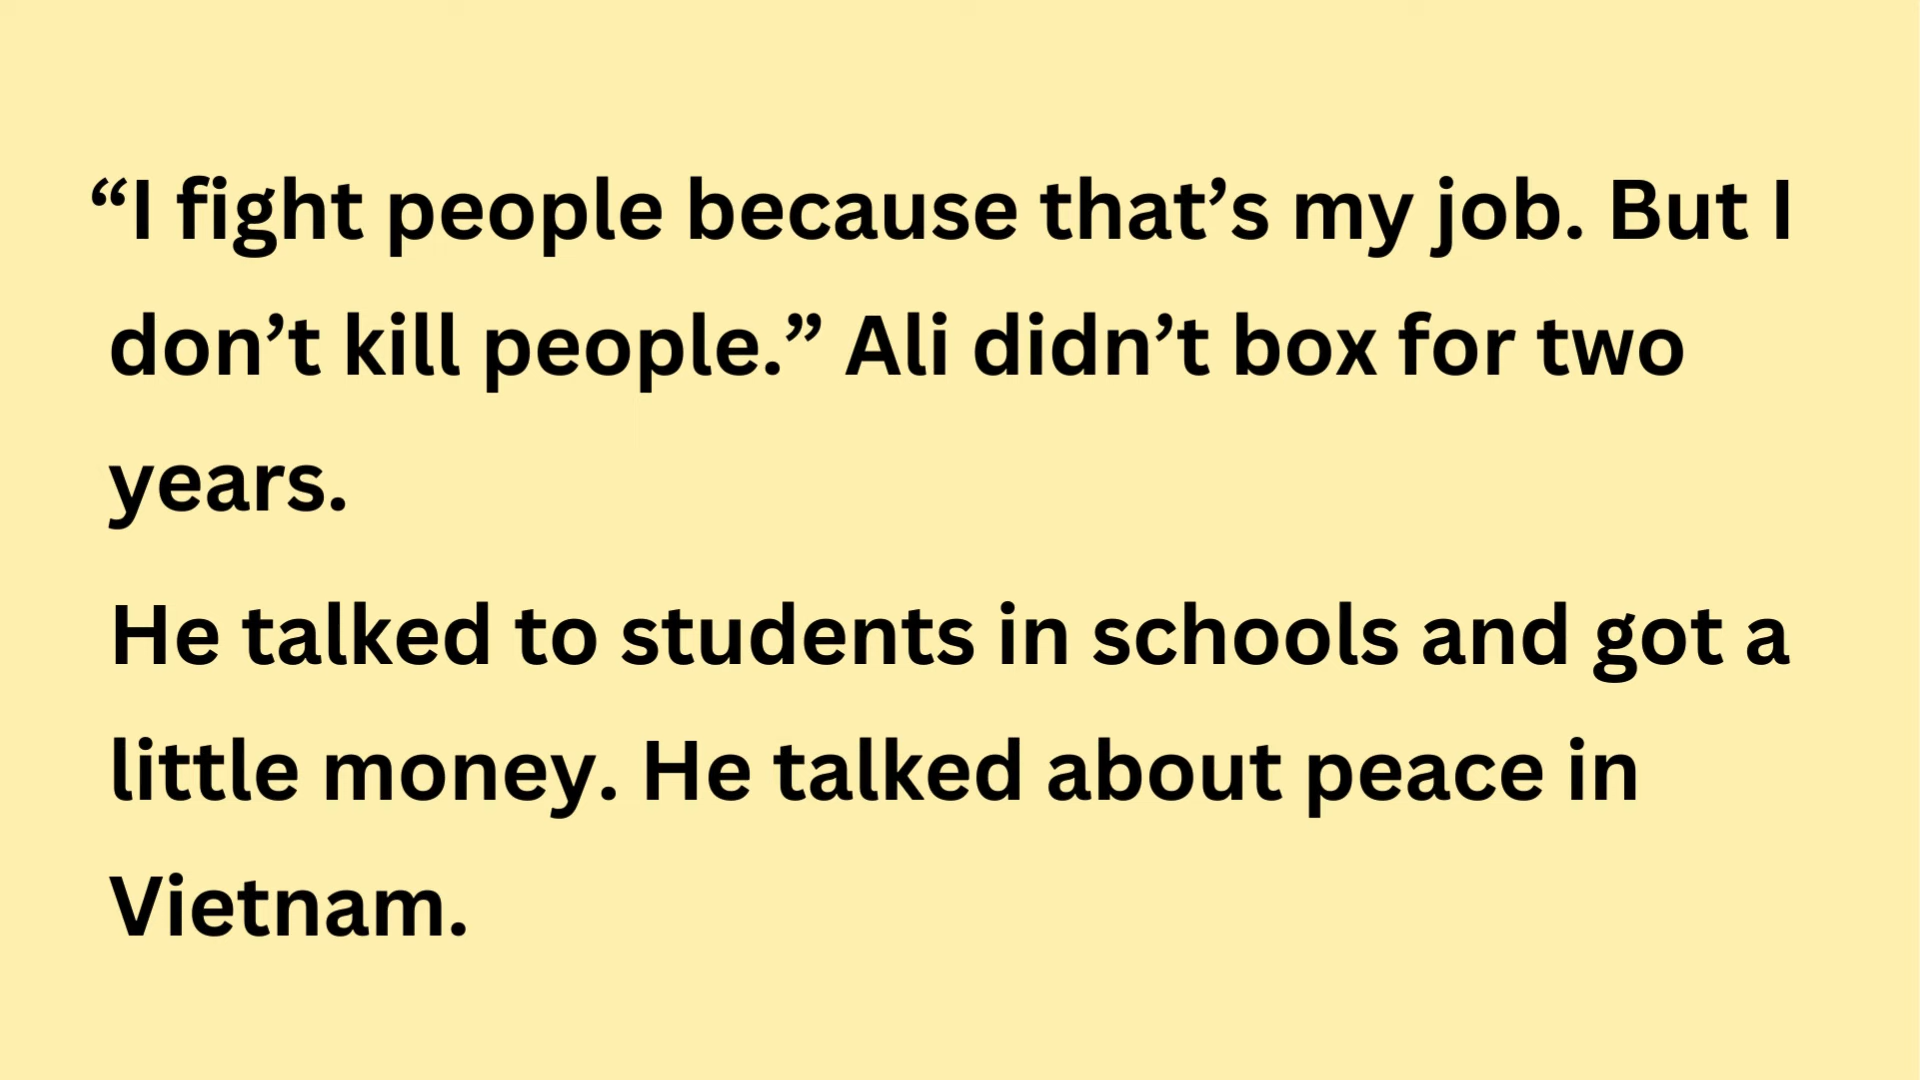 “I fight people because that’s my job. But I
don’t kill people.” Ali didn’t box for two
years.
He talked to students in schools and got a
little money. He talked about peace in
Vietnam.